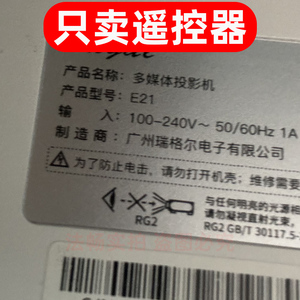 只卖遥控器
产品名称：多媒体投影机
产品型号：E21
输 入：100-240V～ 50/60Hz 1A
制造商：广州瑞格尔电子有限公司
为了防止触电，请勿打开机壳；维修需要
与任何明亮的光源相
请勿凝视直射光束，
RG2
RG2 GB/T 30117.5-